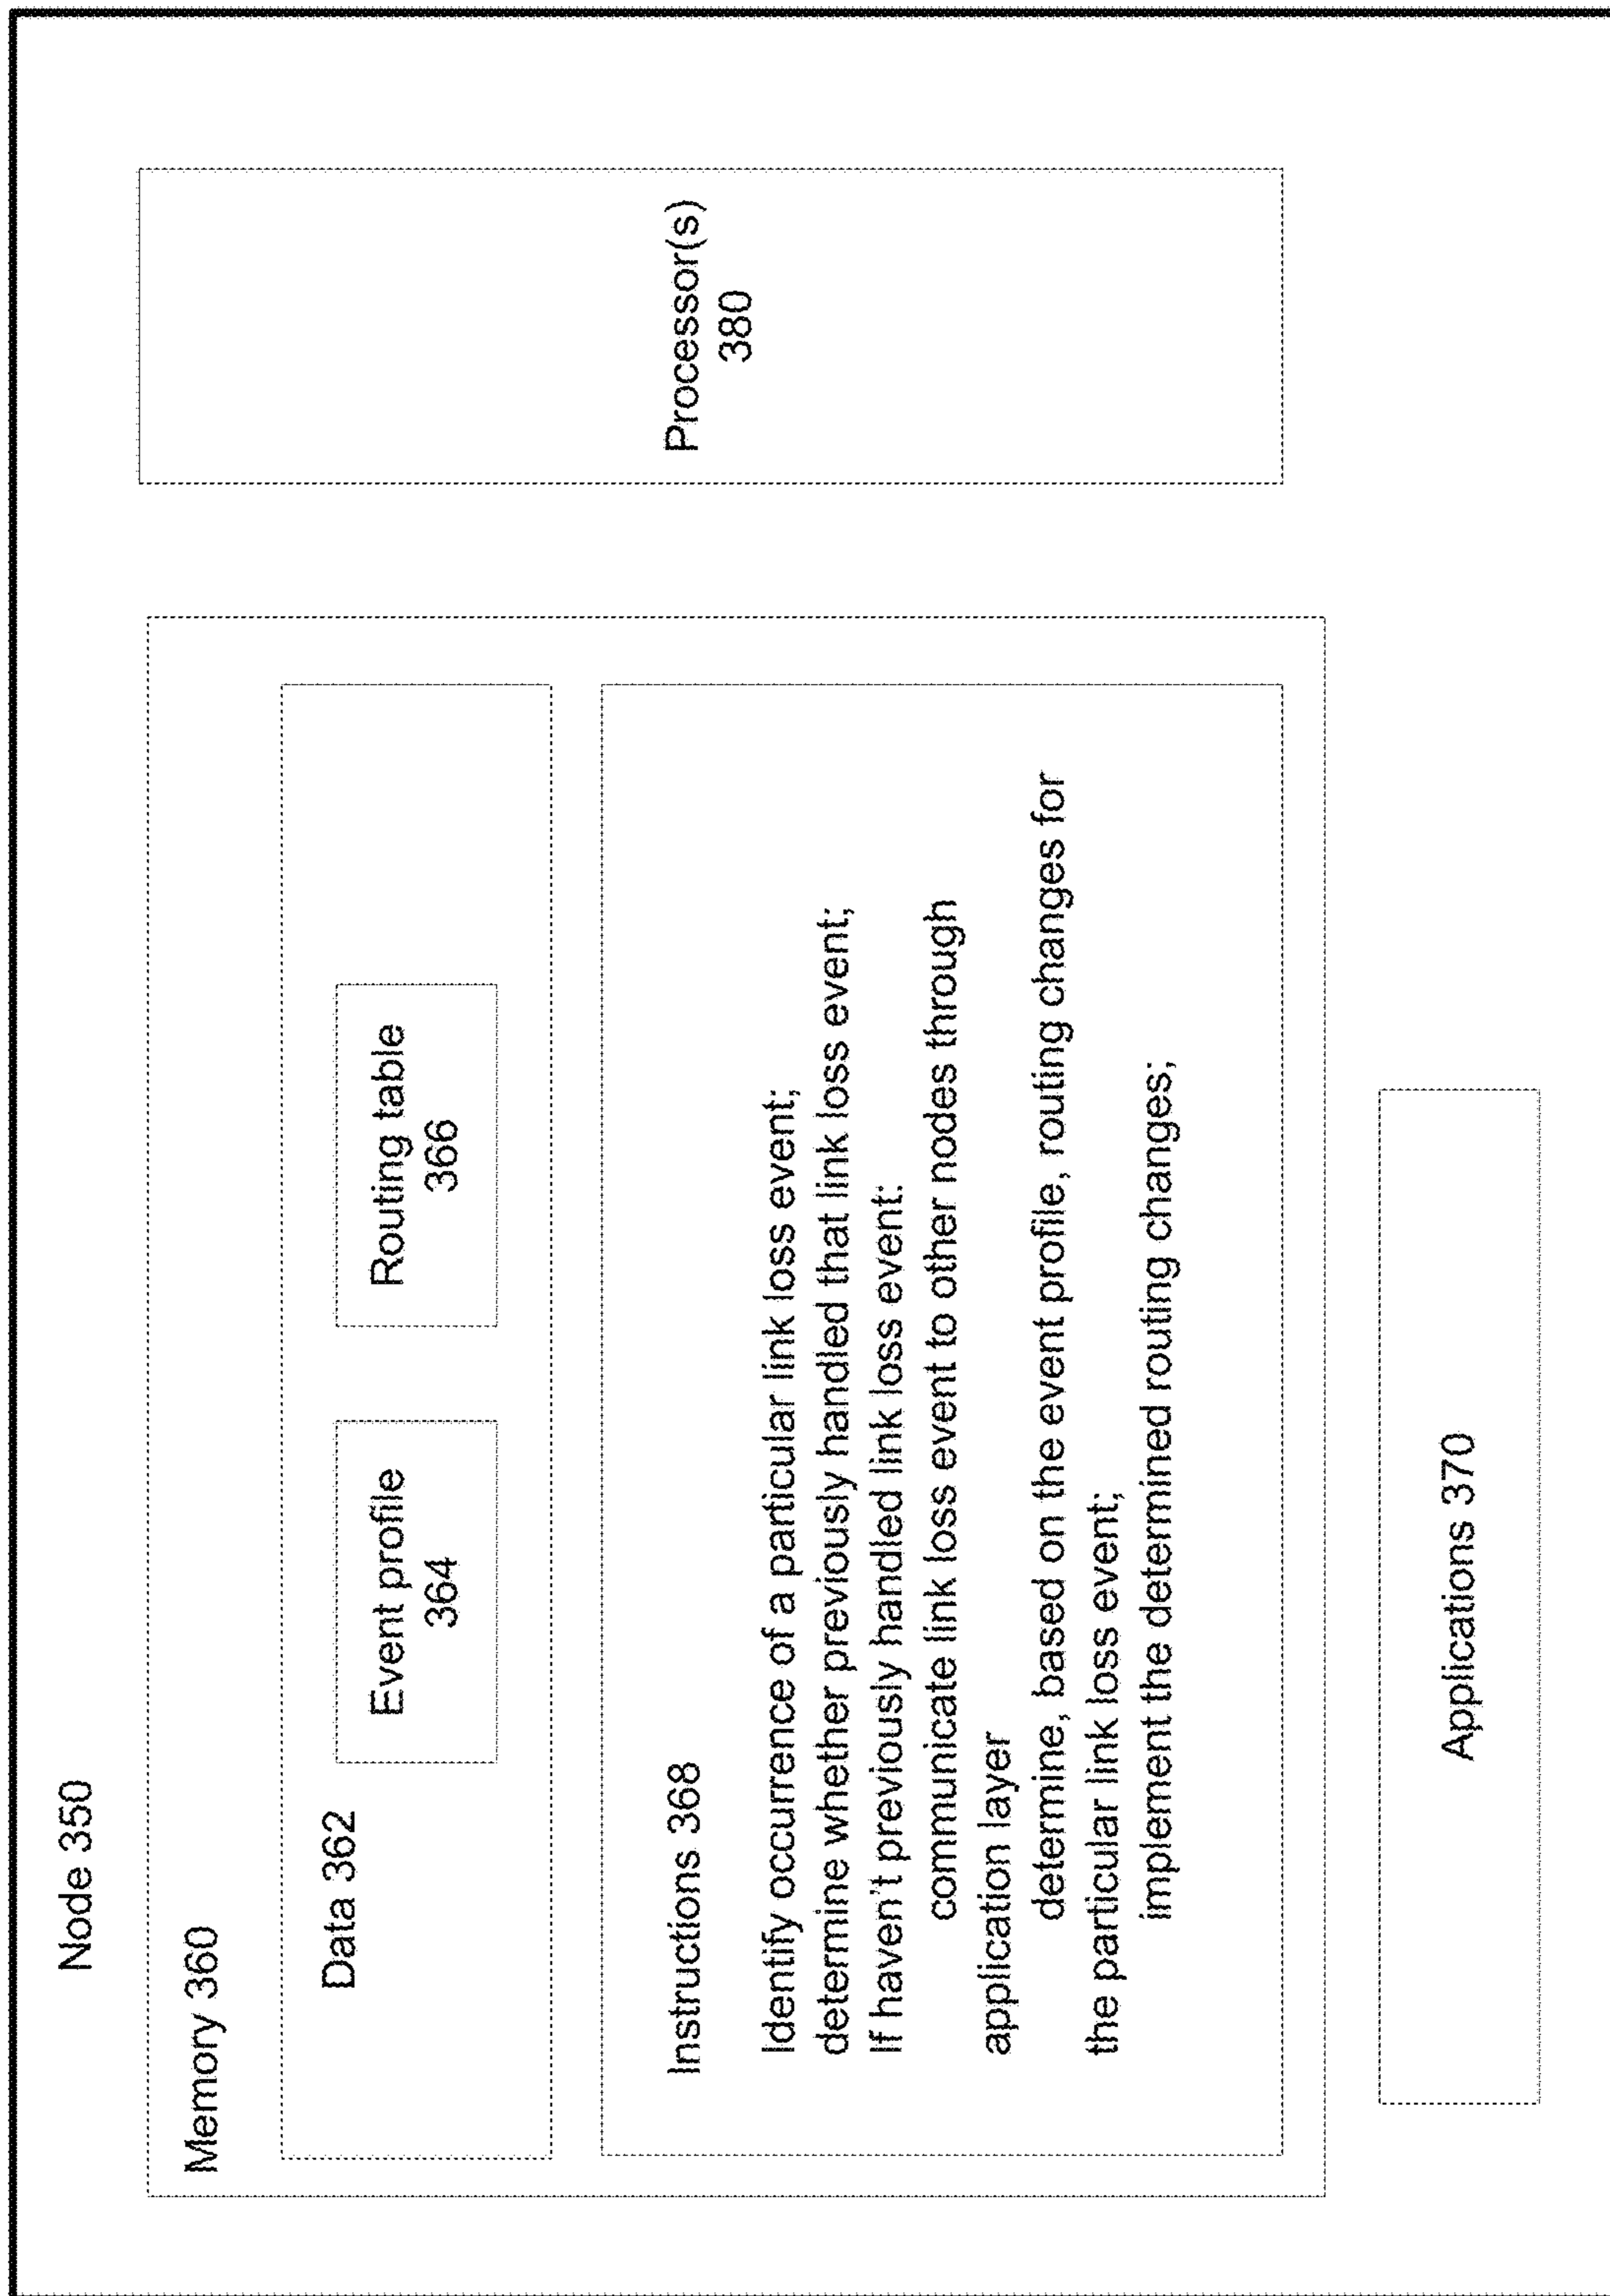 Node 350
Memory 360
Data 362
Event profile
364
Routing table
366
Instructions 368
Identify occurrence of a particular link loss event;
determine whether previously handled that link loss event;
If haven't previously handled link loss event:
communicate link loss event to other nodes through
application layer
determine, based on the event profile, routing changes for
the particular link loss event;
implement the determined routing changes;
Processor(s)
380
Applications 370